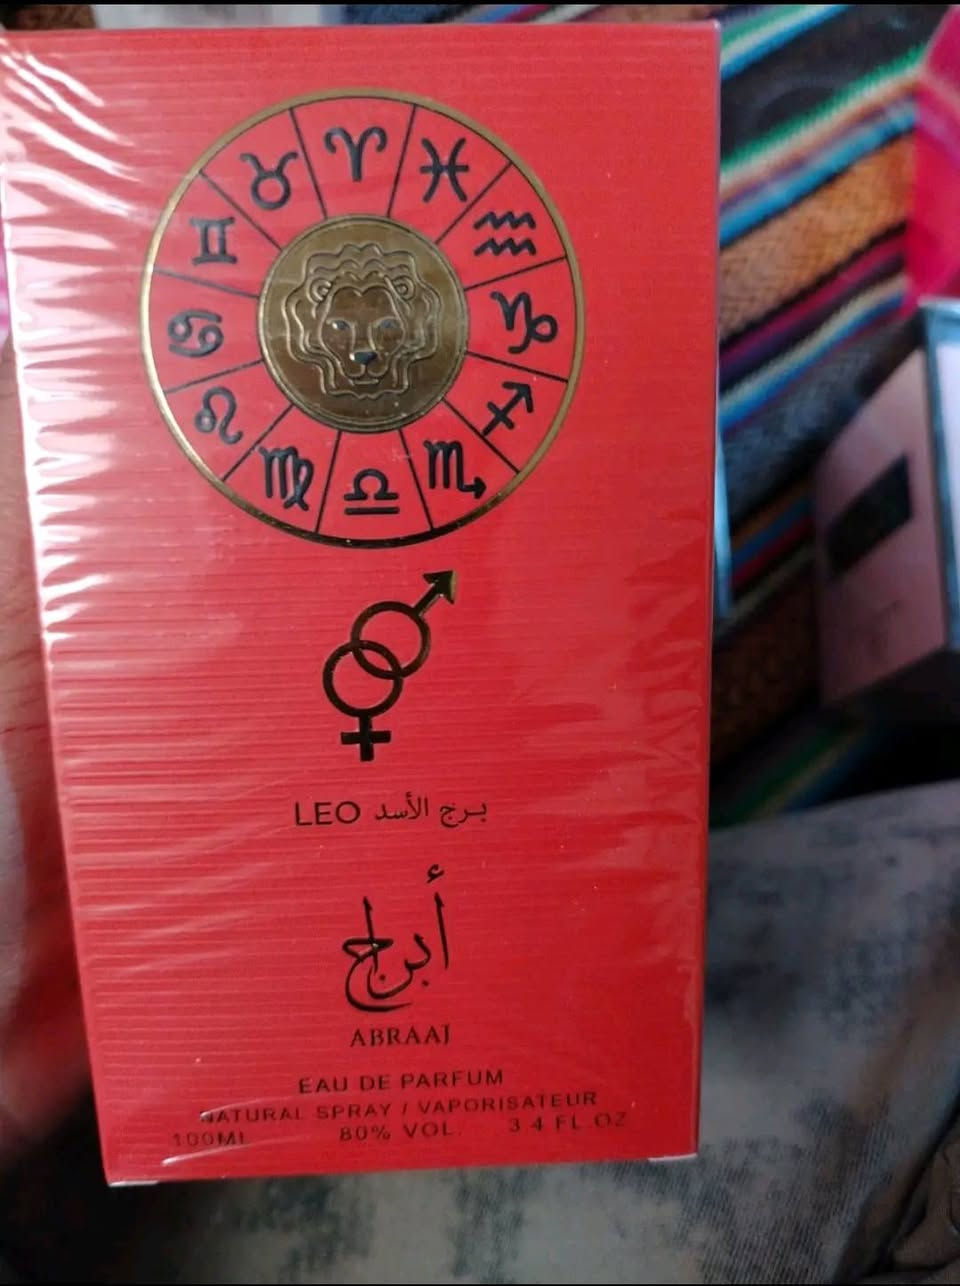 LEO برج الأسد
أبراج
ABRAAJ
EAU DE PARFUM
NATURAL SPRAY / VAPORISATEUR
100ML 80% VOL. 3.4 FL.OZ